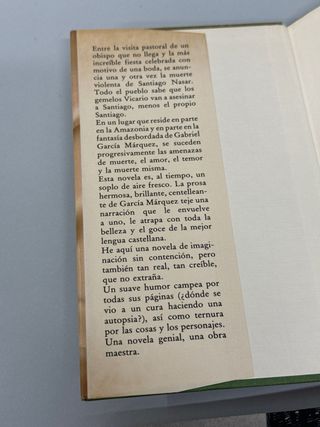 Entre la visita pastoral de un
obispo que no llega y la más
increíble fiesta celebrada con
motivo de una boda, se anun-
cia una y otra vez la muerte
violenta de Santiago Nasar.
Todo el pueblo sabe que los
gemelos Vicario van a asesinar
a Santiago, menos el propio
Santiago.
En un lugar que reside en parte
en la Amazonia y en parte en la
fantasía desbordada de Gabriel
García Márquez, se suceden
progresivamente las amenazas
de muerte, el amor, el temor
y la muerte misma.
Esta novela es, al tiempo, un
soplo de aire fresco. La prosa
hermosa, brillante, centellean-
te de García Márquez teje una
narración que le envuelve
a uno, le atrapa con toda la
belleza y el goce de la mejor
lengua castellana.
He aquí una novela de imagi-
nación sin contención, pero
también tan real, tan creíble,
que no extraña.
Un suave humor campea por
todas sus páginas (¿dónde se
vio a un cura haciendo una
autopsia?), así como ternura
por las cosas y los personajes.
Una novela genial, una obra
maestra.